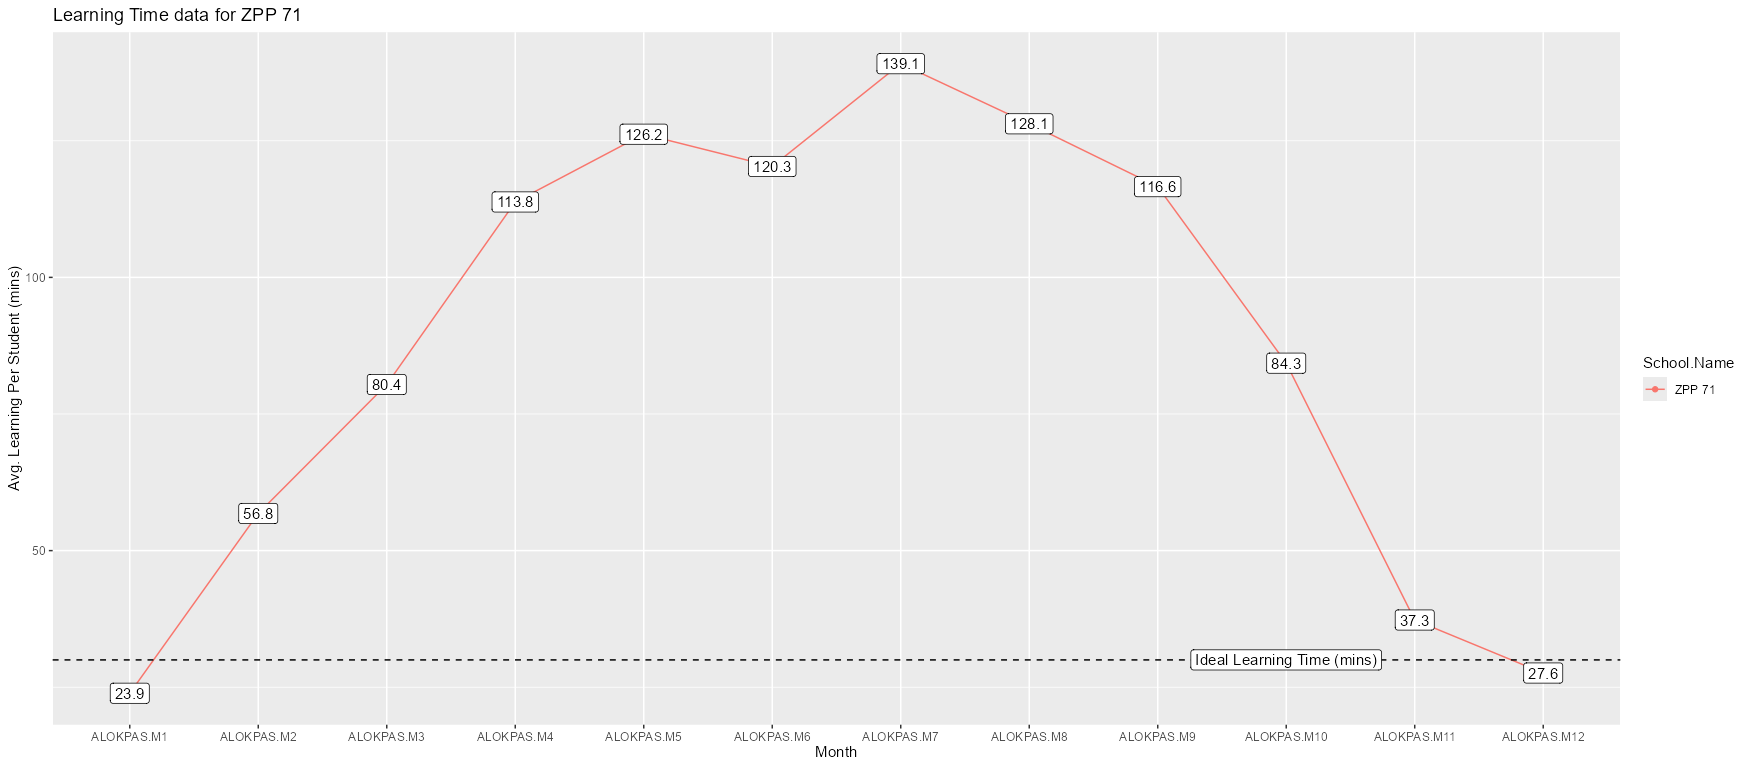 Learning Time data for ZPP 71
139.1
128.1
126.2
120.3
116.6
113.8
100
84.3
80.4
56.8
50
37.3
Ideal Learning Time (mins)
27.6
23.9
Avg. Learning Per Student (mins)
School.Name
ZPP 71
ALOKPAS.M1 ALOKPAS.M2 ALOKPAS.M3 ALOKPAS.M4 ALOKPAS.M5 ALOKPAS.M6 ALOKPAS.M7 ALOKPAS.M8 ALOKPAS.M9 ALOKPAS.M10 ALOKPAS.M11 ALOKPAS.M12
Month